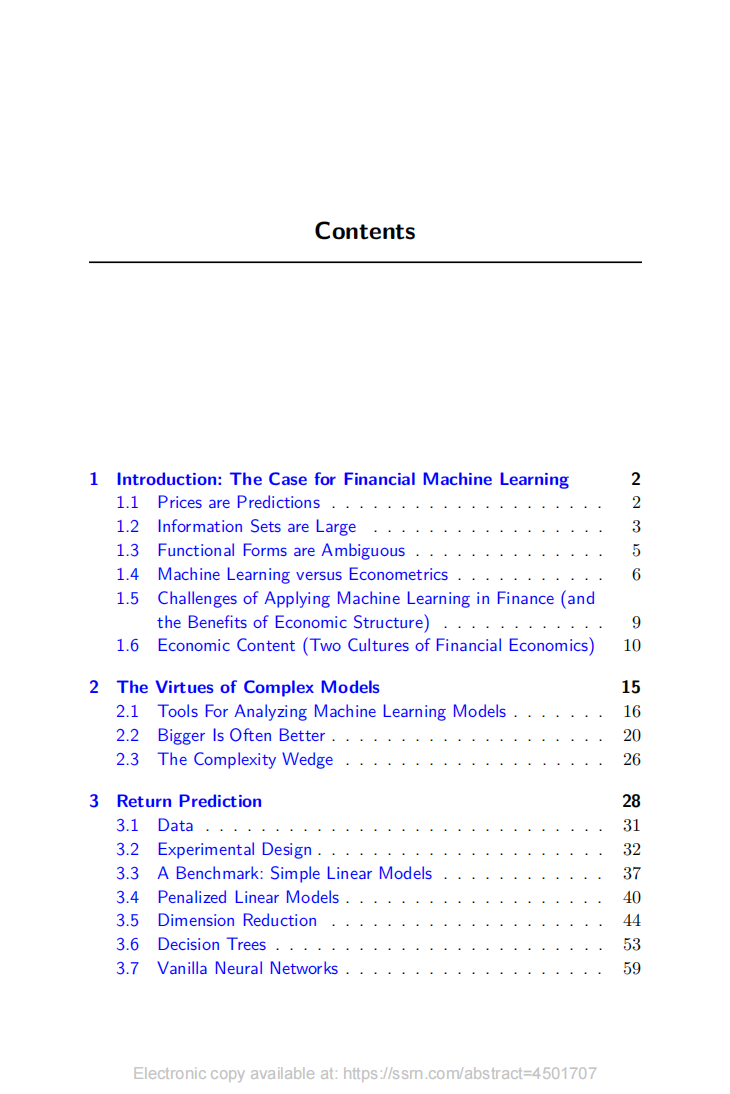 Contents
1 Introduction: The Case for Financial Machine Learning 2
1.1 Prices are Predictions . . . . . . . . . . . . . . . . . . . . 2
1.2 Information Sets are Large . . . . . . . . . . . . . . . . . 3
1.3 Functional Forms are Ambiguous . . . . . . . . . . . . . . 5
1.4 Machine Learning versus Econometrics . . . . . . . . . . . 6
1.5 Challenges of Applying Machine Learning in Finance (and
the Benefits of Economic Structure) . . . . . . . . . . . . 9
1.6 Economic Content (Two Cultures of Financial Economics) 10
2 The Virtues of Complex Models 15
2.1 Tools For Analyzing Machine Learning Models . . . . . . . 16
2.2 Bigger Is Often Better . . . . . . . . . . . . . . . . . . . . 20
2.3 The Complexity Wedge . . . . . . . . . . . . . . . . . . . 26
3 Return Prediction 28
3.1 Data . . . . . . . . . . . . . . . . . . . . . . . . . . . . . 31
3.2 Experimental Design . . . . . . . . . . . . . . . . . . . . . 32
3.3 A Benchmark: Simple Linear Models . . . . . . . . . . . . 37
3.4 Penalized Linear Models . . . . . . . . . . . . . . . . . . . 40
3.5 Dimension Reduction . . . . . . . . . . . . . . . . . . . . 44
3.6 Decision Trees . . . . . . . . . . . . . . . . . . . . . . . . 53
3.7 Vanilla Neural Networks . . . . . . . . . . . . . . . . . . . 59
Electronic copy available at: https://ssrn.com/abstract=4501707